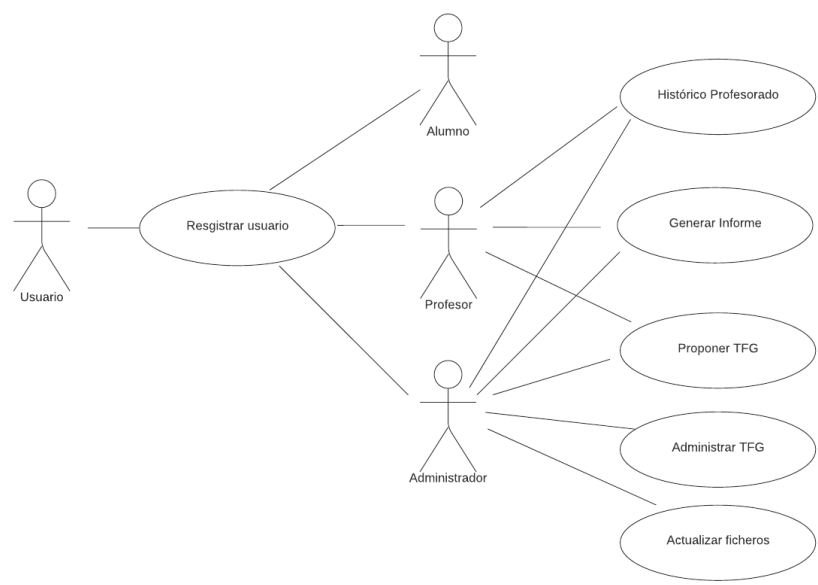 Alumno
Histórico Profesorado
Resgistrar usuario
Generar Informe
Usuario
Profesor
Proponer TFG
Administrar TFG
Administrador
Actualizar ficheros